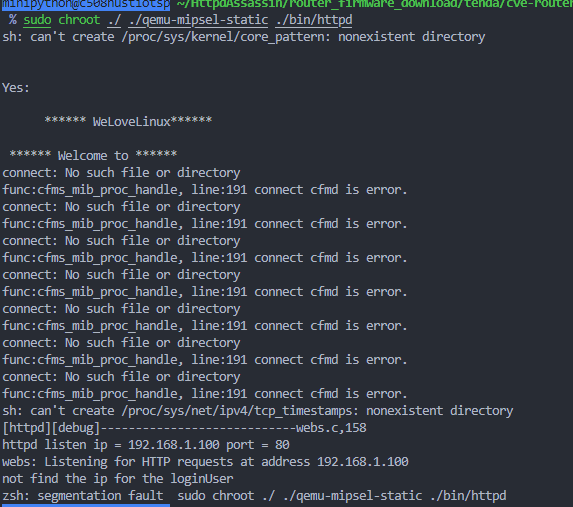 minipython@c508hustiotsp ~/HttpdAssassin/router_firmware_download/tenda/cve-router
% sudo chroot ./ ./qemu-mipsel-static ./bin/httpd
sh: can't create /proc/sys/kernel/core_pattern: nonexistent directory
Yes:
****** WeLoveLinux******
****** Welcome to ******
connect: No such file or directory
func:cfms_mib_proc_handle, line:191 connect cfmd is error.
connect: No such file or directory
func:cfms_mib_proc_handle, line:191 connect cfmd is error.
connect: No such file or directory
func:cfms_mib_proc_handle, line:191 connect cfmd is error.
connect: No such file or directory
func:cfms_mib_proc_handle, line:191 connect cfmd is error.
connect: No such file or directory
func:cfms_mib_proc_handle, line:191 connect cfmd is error.
connect: No such file or directory
func:cfms_mib_proc_handle, line:191 connect cfmd is error.
connect: No such file or directory
func:cfms_mib_proc_handle, line:191 connect cfmd is error.
sh: can't create /proc/sys/net/ipv4/tcp_timestamps: nonexistent directory
[httpd][debug]----------------------------webs.c,158
httpd listen ip = 192.168.1.100 port = 80
webs: Listening for HTTP requests at address 192.168.1.100
not find the ip for the loginUser
zsh: segmentation fault  sudo chroot ./ ./qemu-mipsel-static ./bin/httpd